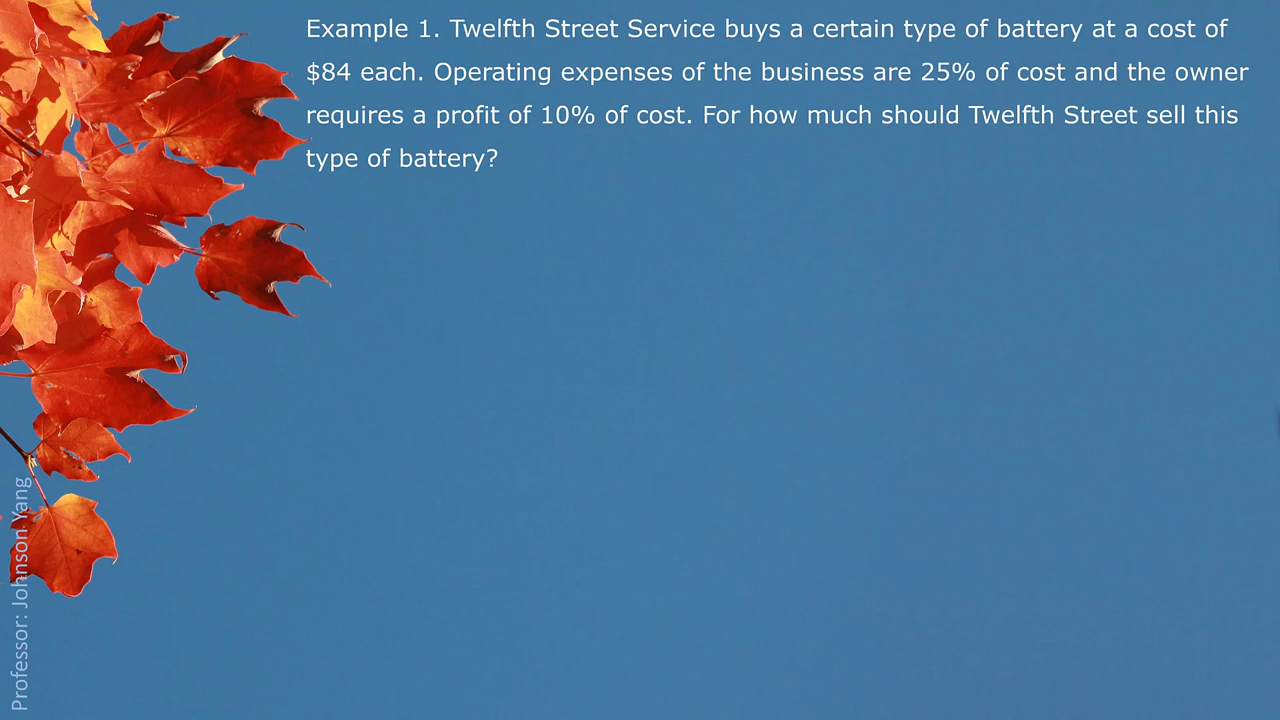 Example 1. Twelfth Street Service buys a certain type of battery at a cost of
$84 each. Operating expenses of the business are 25% of cost and the owner
requires a profit of 10% of cost. For how much should Twelfth Street sell this
type of battery?
Professor: Johnson Yang